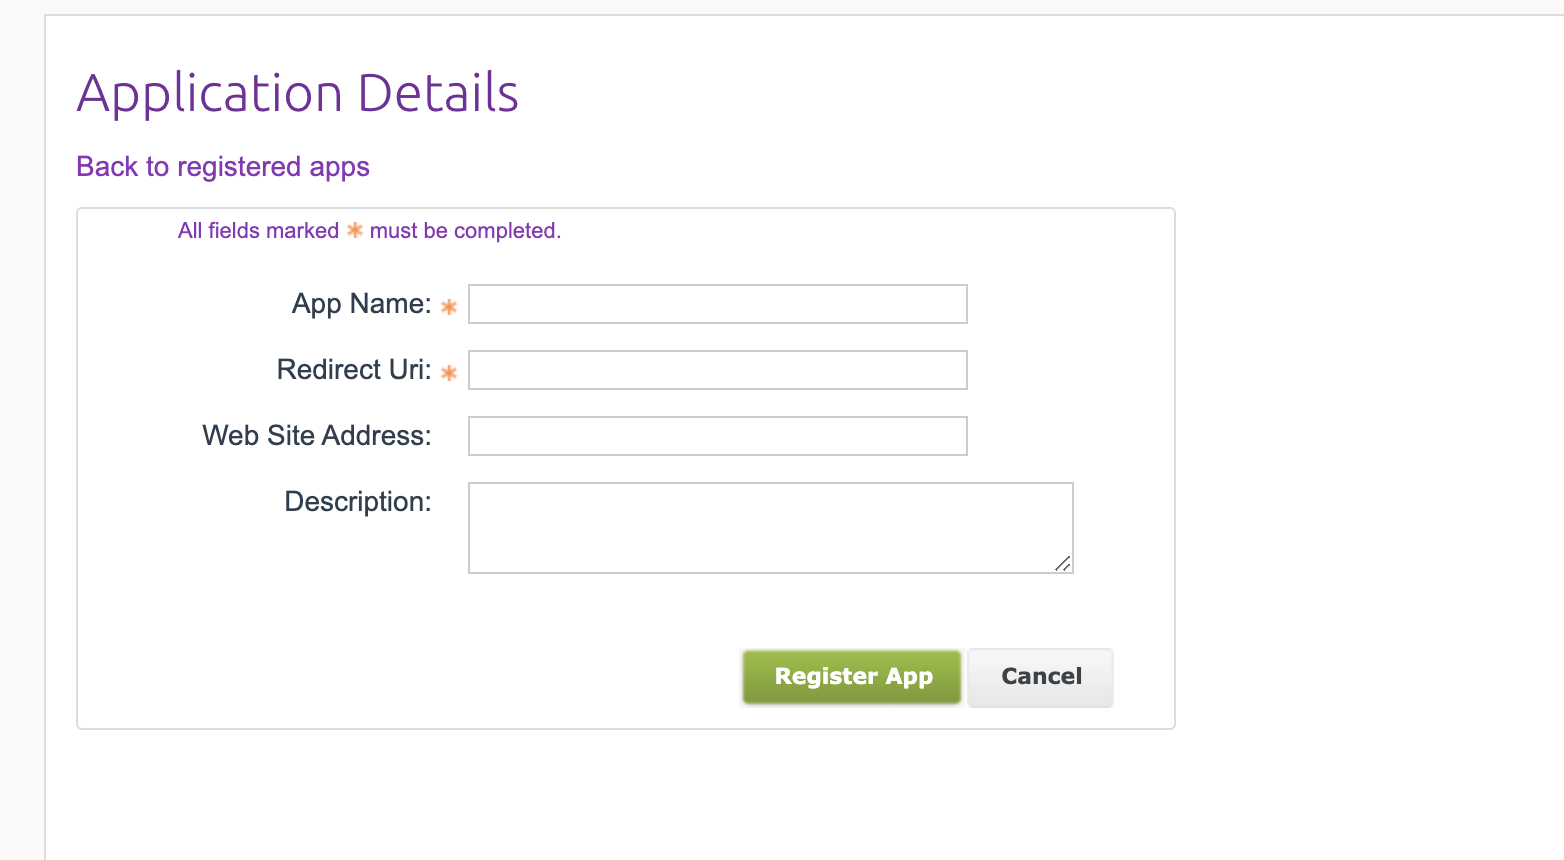 Application Details
Back to registered apps
All fields marked * must be completed.
App Name: *
Redirect Uri: *
Web Site Address:
Description:
Register App
Cancel